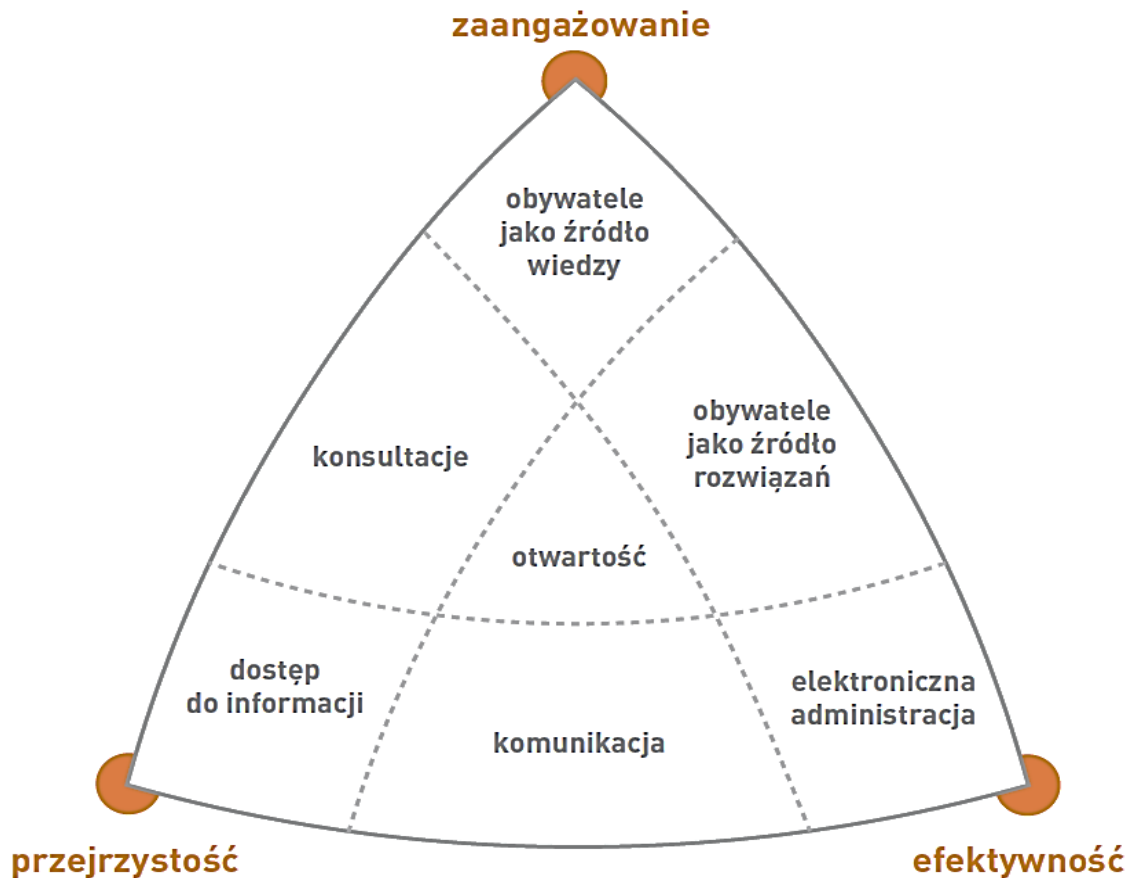 zaangażowanie
obywatele
jako źródło
wiedzy
konsultacje
obywatele
jako źródło
rozwiązań
otwartość
dostęp
do informacji
komunikacja
elektroniczna
administracja
przejrzystość
efektywność